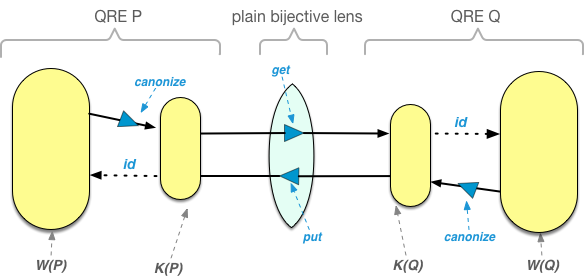 QRE P
plain bijective lens
QRE Q
canonize
get
id
id
put
canonize
W(P)
K(P)
K(Q)
W(Q)